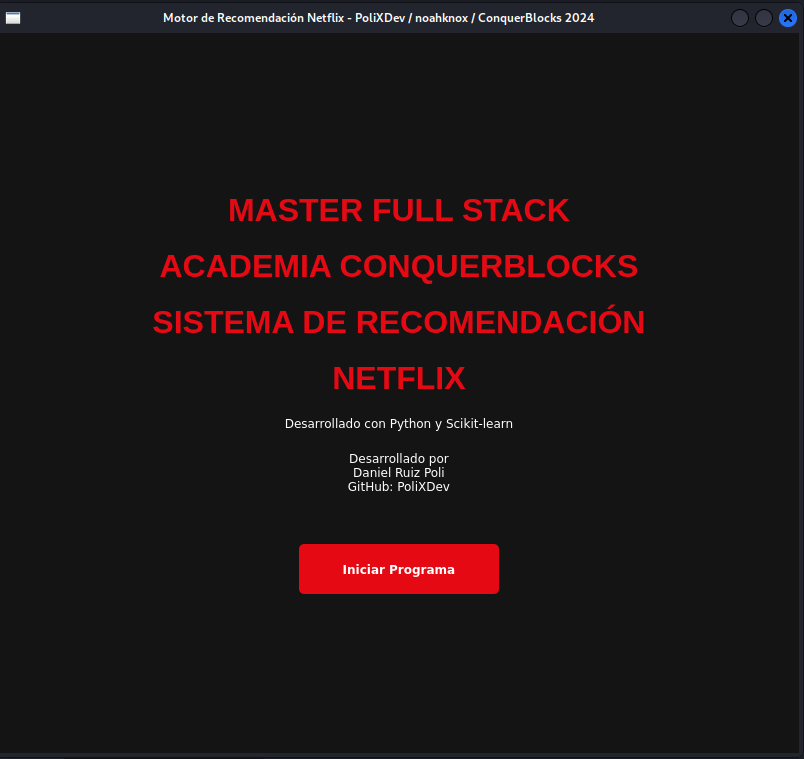 Motor de Recomendación Netflix - PoliXDev / noahknox / ConquerBlocks 2024
MASTER FULL STACK
ACADEMIA CONQUERBLOCKS
SISTEMA DE RECOMENDACIÓN
NETFLIX
Desarrollado con Python y Scikit-learn
Desarrollado por
Daniel Ruiz Poli
GitHub: PoliXDev
Iniciar Programa